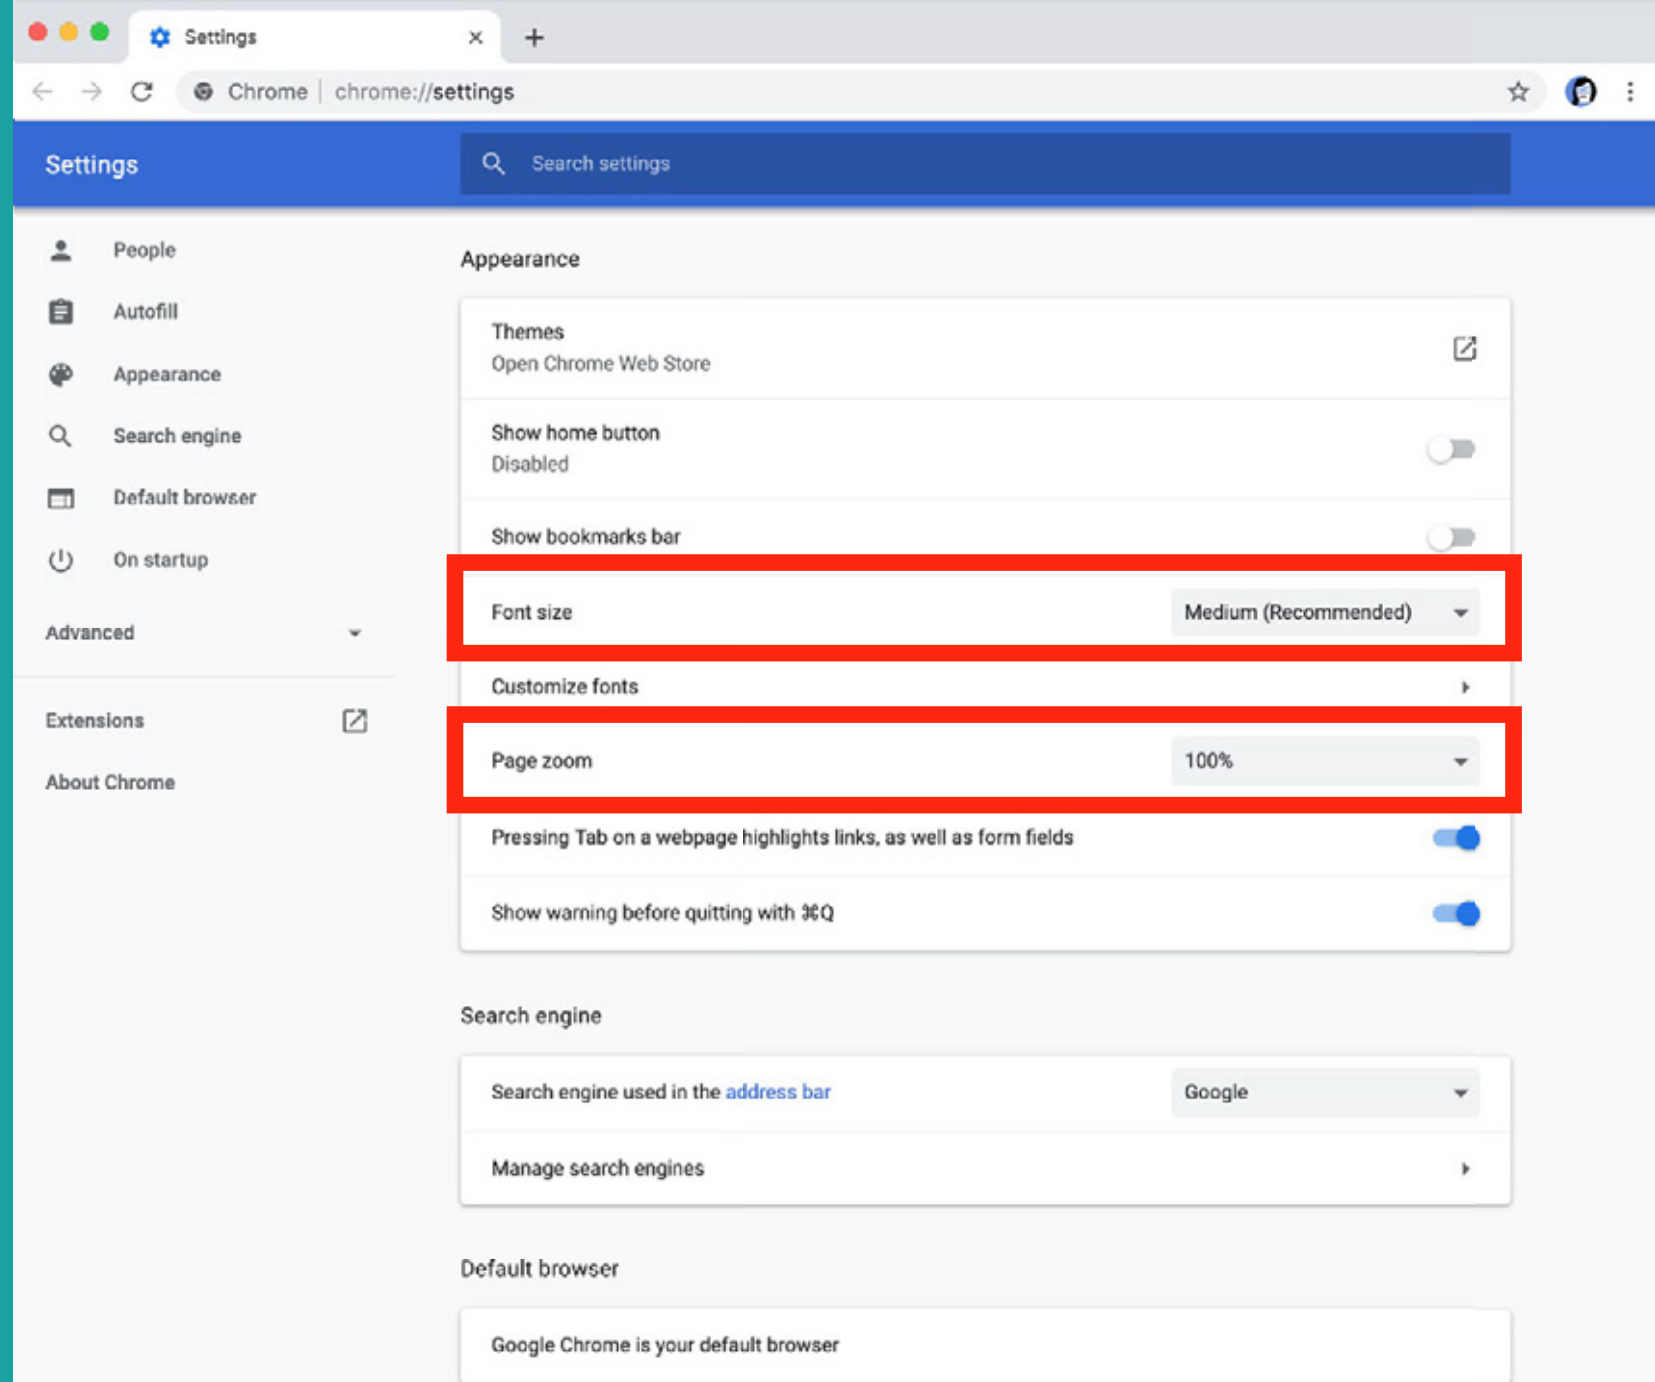 Settings
Chrome | chrome://settings
Settings
Search settings
People
Autofill
Appearance
Search engine
Default browser
On startup
Advanced
Extensions
About Chrome
Appearance
Themes
Open Chrome Web Store
Show home button
Disabled
Show bookmarks bar
Font size
Medium (Recommended)
Customize fonts
Page zoom
100%
Pressing Tab on a webpage highlights links, as well as form fields
Show warning before quitting with ⌘Q
Search engine
Search engine used in the address bar
Google
Manage search engines
Default browser
Google Chrome is your default browser